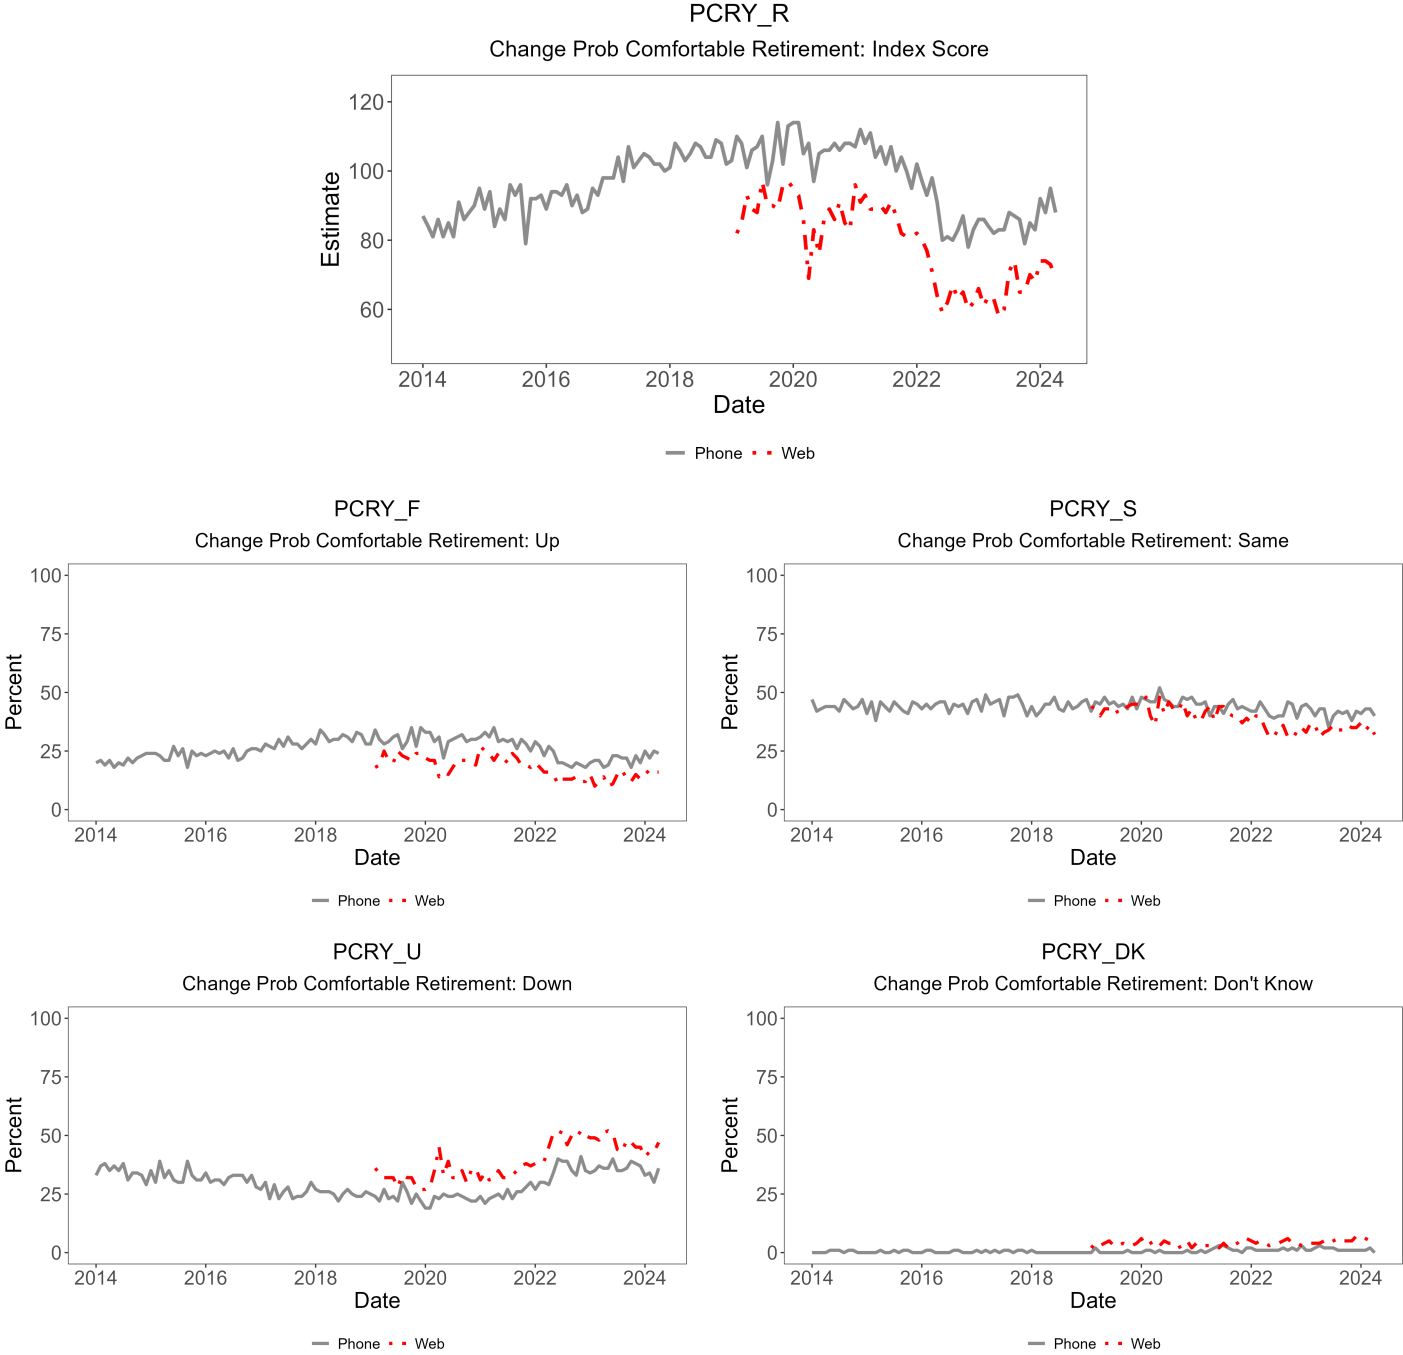 PCRY_R
Change Prob Comfortable Retirement: Index Score
Estimate
120
100
80
60
2014 2016 2018 2020 2022 2024
Date
Phone Web
PCRY_F
Change Prob Comfortable Retirement: Up
Percent
100
75
50
25
0
2014 2016 2018 2020 2022 2024
Date
Phone Web
PCRY_S
Change Prob Comfortable Retirement: Same
Percent
100
75
50
25
0
2014 2016 2018 2020 2022 2024
Date
Phone Web
PCRY_U
Change Prob Comfortable Retirement: Down
Percent
100
75
50
25
0
2014 2016 2018 2020 2022 2024
Date
Phone Web
PCRY_DK
Change Prob Comfortable Retirement: Don't Know
Percent
100
75
50
25
0
2014 2016 2018 2020 2022 2024
Date
Phone Web